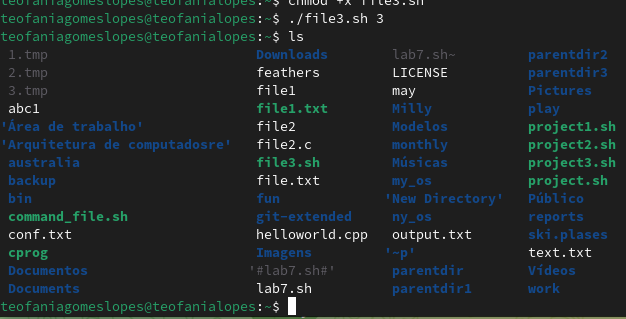 teofaniagomeslopes@teofanialopes:~$ chmod +x file3.sh
teofaniagomeslopes@teofanialopes:~$ ./file3.sh 3
teofaniagomeslopes@teofanialopes:~$ ls
1.tmp Downloads lab7.sh~ parentdir2
2.tmp feathers LICENSE parentdir3
3.tmp file1 may Pictures
abc1 file1.txt Milly play
'Área de trabalho' file2 Modelos project1.sh
'Arquitetura de computadosre' file2.c monthly project2.sh
australia file3.sh Músicas project3.sh
backup file.txt my_os project.sh
bin fun 'New Directory' Público
command_file.sh git-extended ny_os reports
conf.txt helloworld.cpp output.txt ski.plases
cprog Imagens '-p' text.txt
Documentos '#lab7.sh#' parentdir Vídeos
Documents lab7.sh parentdir1 work
teofaniagomeslopes@teofanialopes:~$